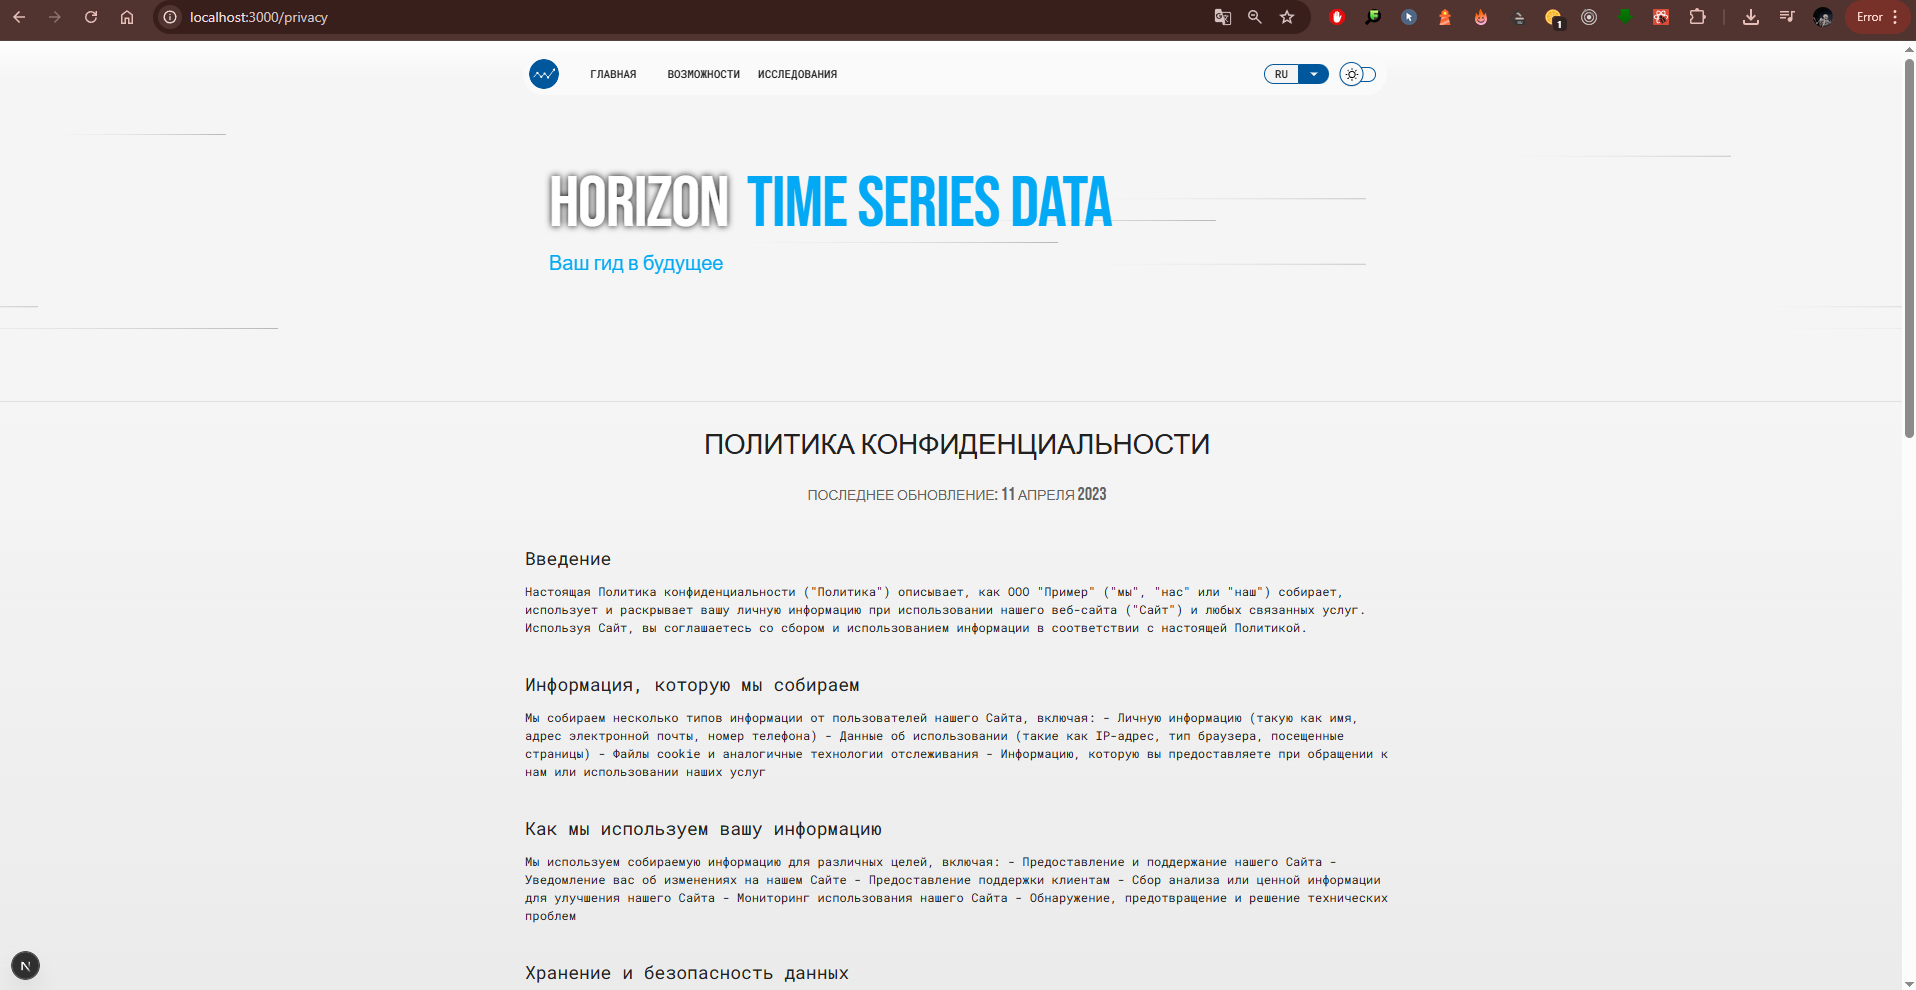 localhost:3000/privacy
1
Error
ГЛАВНАЯ
ВОЗМОЖНОСТИ
ИССЛЕДОВАНИЯ
RU
HORIZON TIME SERIES DATA
Ваш гид в будущее
ПОЛИТИКА КОНФИДЕНЦИАЛЬНОСТИ
ПОСЛЕДНЕЕ ОБНОВЛЕНИЕ: 11 АПРЕЛЯ 2023
Введение
Настоящая Политика конфиденциальности ("Политика") описывает, как ООО "Пример" ("мы", "нас" или "наш") собирает,
использует и раскрывает вашу личную информацию при использовании нашего веб-сайта ("Сайт") и любых связанных услуг.
Используя Сайт, вы соглашаетесь со сбором и использованием информации в соответствии с настоящей Политикой.
Информация, которую мы собираем
Мы собираем несколько типов информации от пользователей нашего Сайта, включая: - Личную информацию (такую как имя,
адрес электронной почты, номер телефона) - Данные об использовании (такие как IP-адрес, тип браузера, посещенные
страницы) - Файлы cookie и аналогичные технологии отслеживания - Информацию, которую вы предоставляете при обращении к
нам или использовании наших услуг
Как мы используем вашу информацию
Мы используем собираемую информацию для различных целей, включая: - Предоставление и поддержание нашего Сайта -
Уведомление вас об изменениях на нашем Сайте - Предоставление поддержки клиентам - Сбор анализа или ценной информации
для улучшения нашего Сайта - Мониторинг использования нашего Сайта - Обнаружение, предотвращение и решение технических
проблем
Хранение и безопасность данных
N